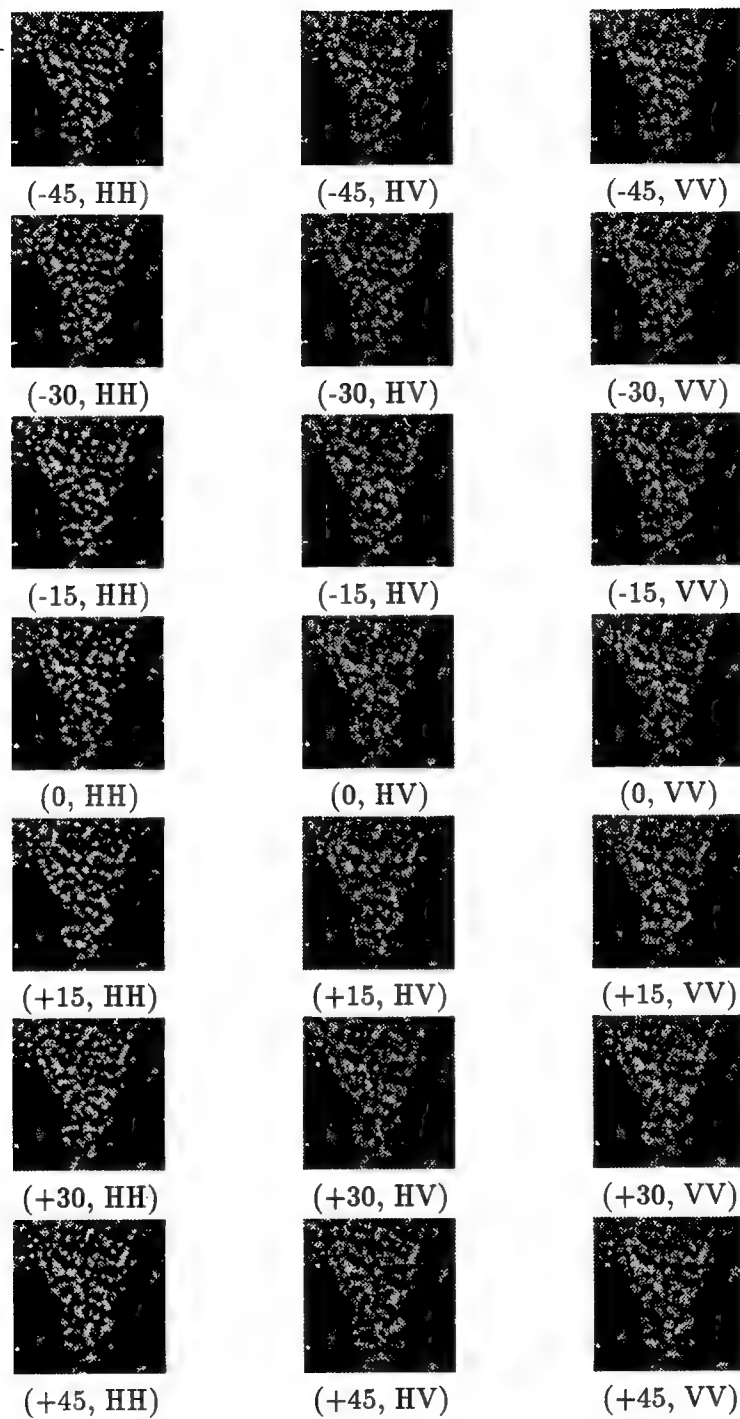 (-45, HH) (-45, HV) (-45, VV)
(-30, HH) (-30, HV) (-30, VV)
(-15, HH) (-15, HV) (-15, VV)
(0, HH) (0, HV) (0, VV)
(+15, HH) (+15, HV) (+15, VV)
(+30, HH) (+30, HV) (+30, VV)
(+45, HH) (+45, HV) (+45, VV)